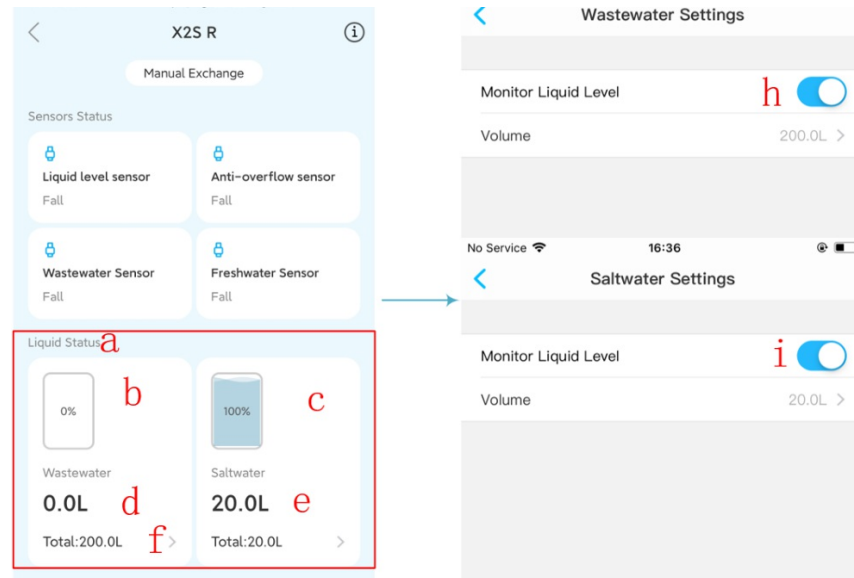 X2S R
Manual Exchange
Sensors Status
Liquid level sensor
Fall
Anti-overflow sensor
Fall
Wastewater Sensor
Fall
Freshwater Sensor
Fall
Liquid Status a
0% b
100% c
Wastewater
0.0L d
Total:200.0L f
Saltwater
20.0L e
Total:20.0L
Wastewater Settings
Monitor Liquid Level h
Volume 200.0L
No Service 16:36
Saltwater Settings
Monitor Liquid Level i
Volume 20.0L